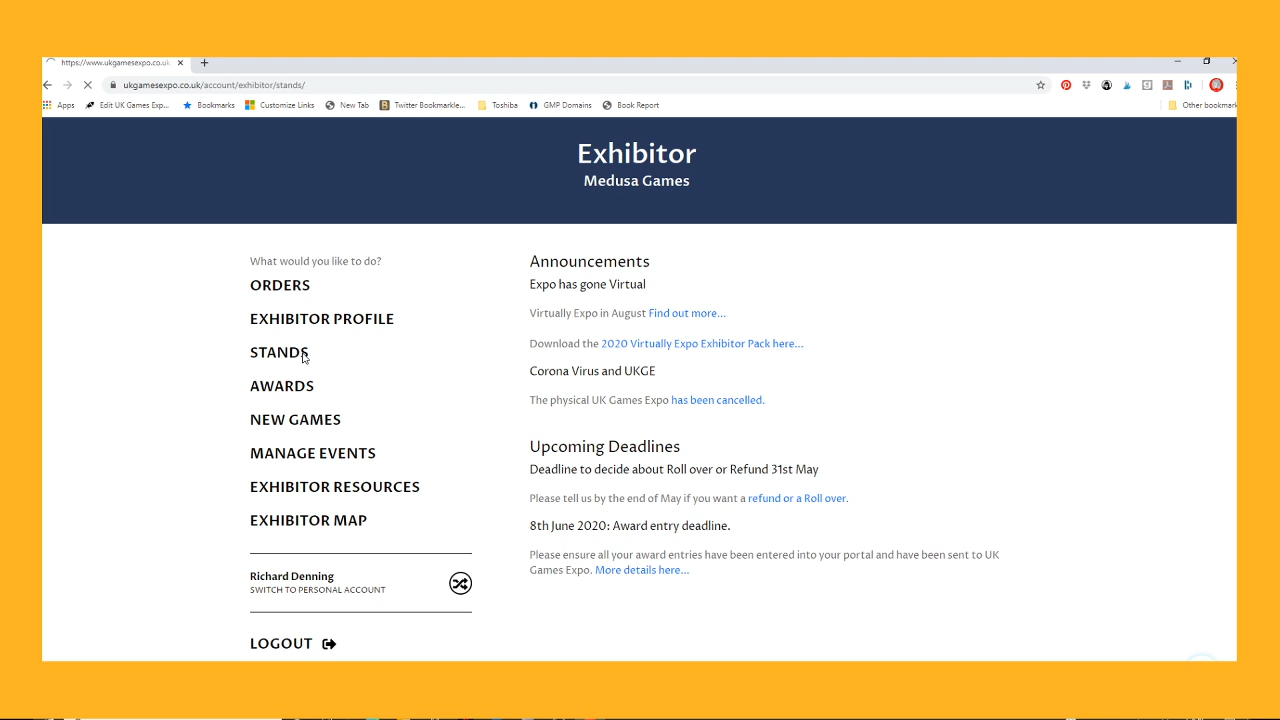 https://www.ukgamesexpo.co.uk
ukgamesexpo.co.uk/account/exhibitor/stands/
Apps Edit UK Games Exp... Bookmarks Customize Links New Tab Twitter Bookmarkle... Toshiba GMP Domains Book Report Other bookmark
Exhibitor
Medusa Games
What would you like to do?
ORDERS
EXHIBITOR PROFILE
STANDS
AWARDS
NEW GAMES
MANAGE EVENTS
EXHIBITOR RESOURCES
EXHIBITOR MAP
Richard Denning
SWITCH TO PERSONAL ACCOUNT
LOGOUT
Announcements
Expo has gone Virtual
Virtually Expo in August Find out more...
Download the 2020 Virtually Expo Exhibitor Pack here...
Corona Virus and UKGE
The physical UK Games Expo has been cancelled.
Upcoming Deadlines
Deadline to decide about Roll over or Refund 31st May
Please tell us by the end of May if you want a refund or a Roll over.
8th June 2020: Award entry deadline.
Please ensure all your award entries have been entered into your portal and have been sent to UK
Games Expo. More details here...